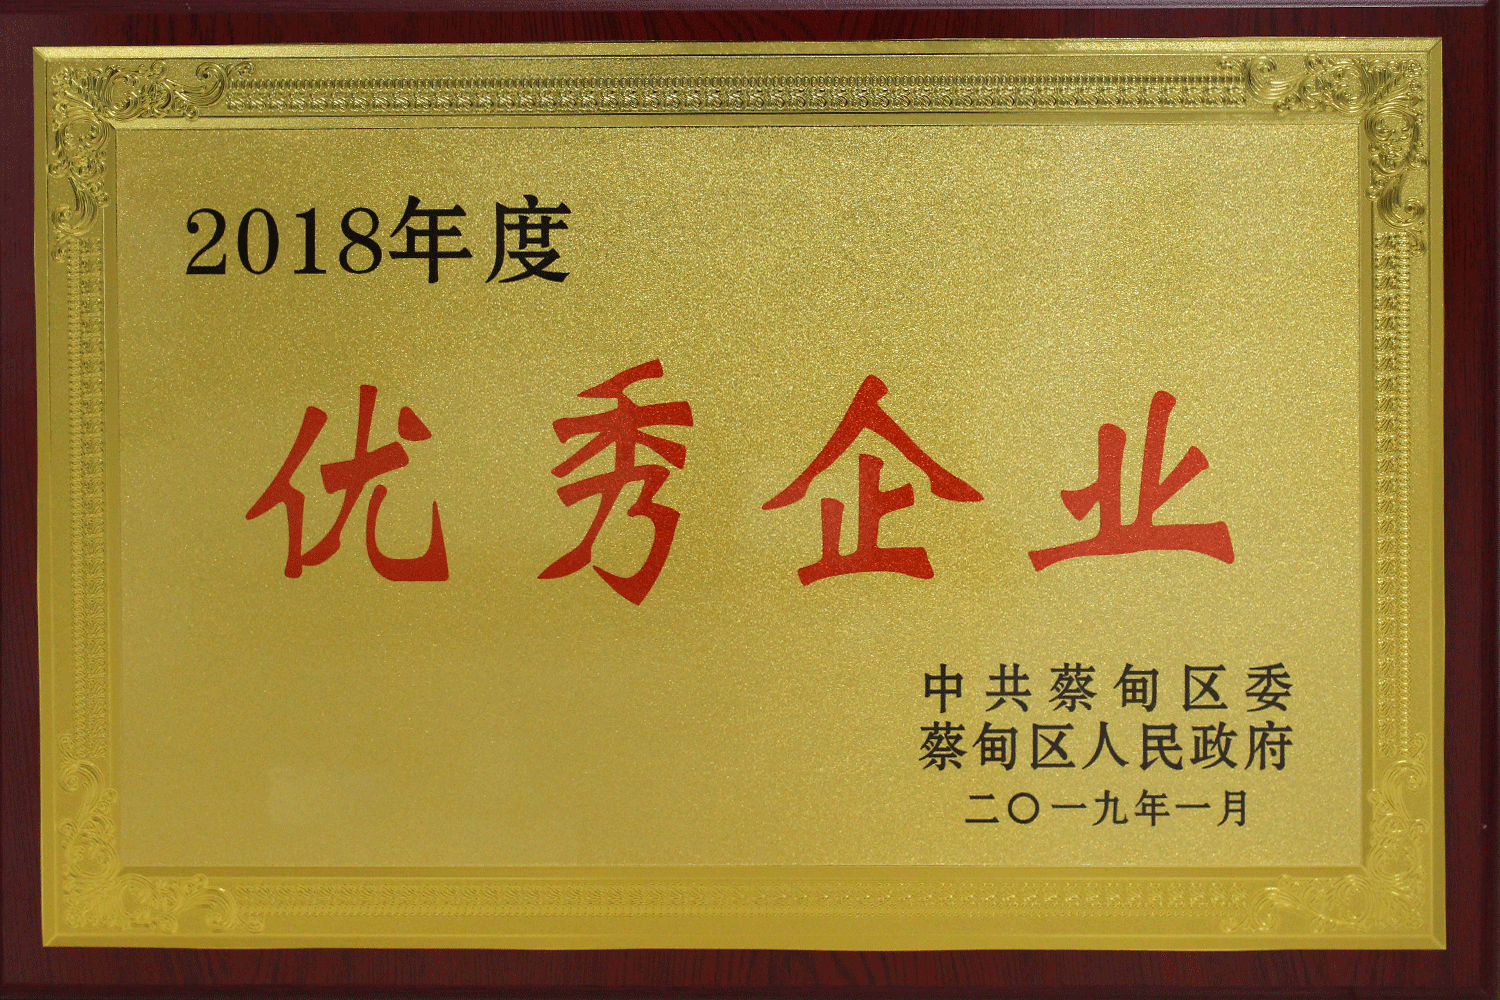 2018年度
优秀企业
中共蔡甸区委
蔡甸区人民政府
二〇一九年一月